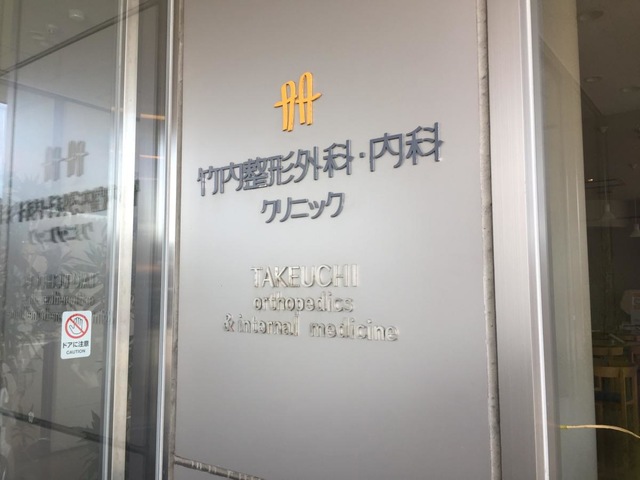 竹内整形外科・内科
クリニック
TAKEUCHI
orthopedics
& internal medicine
ドアに注意
CAUTION